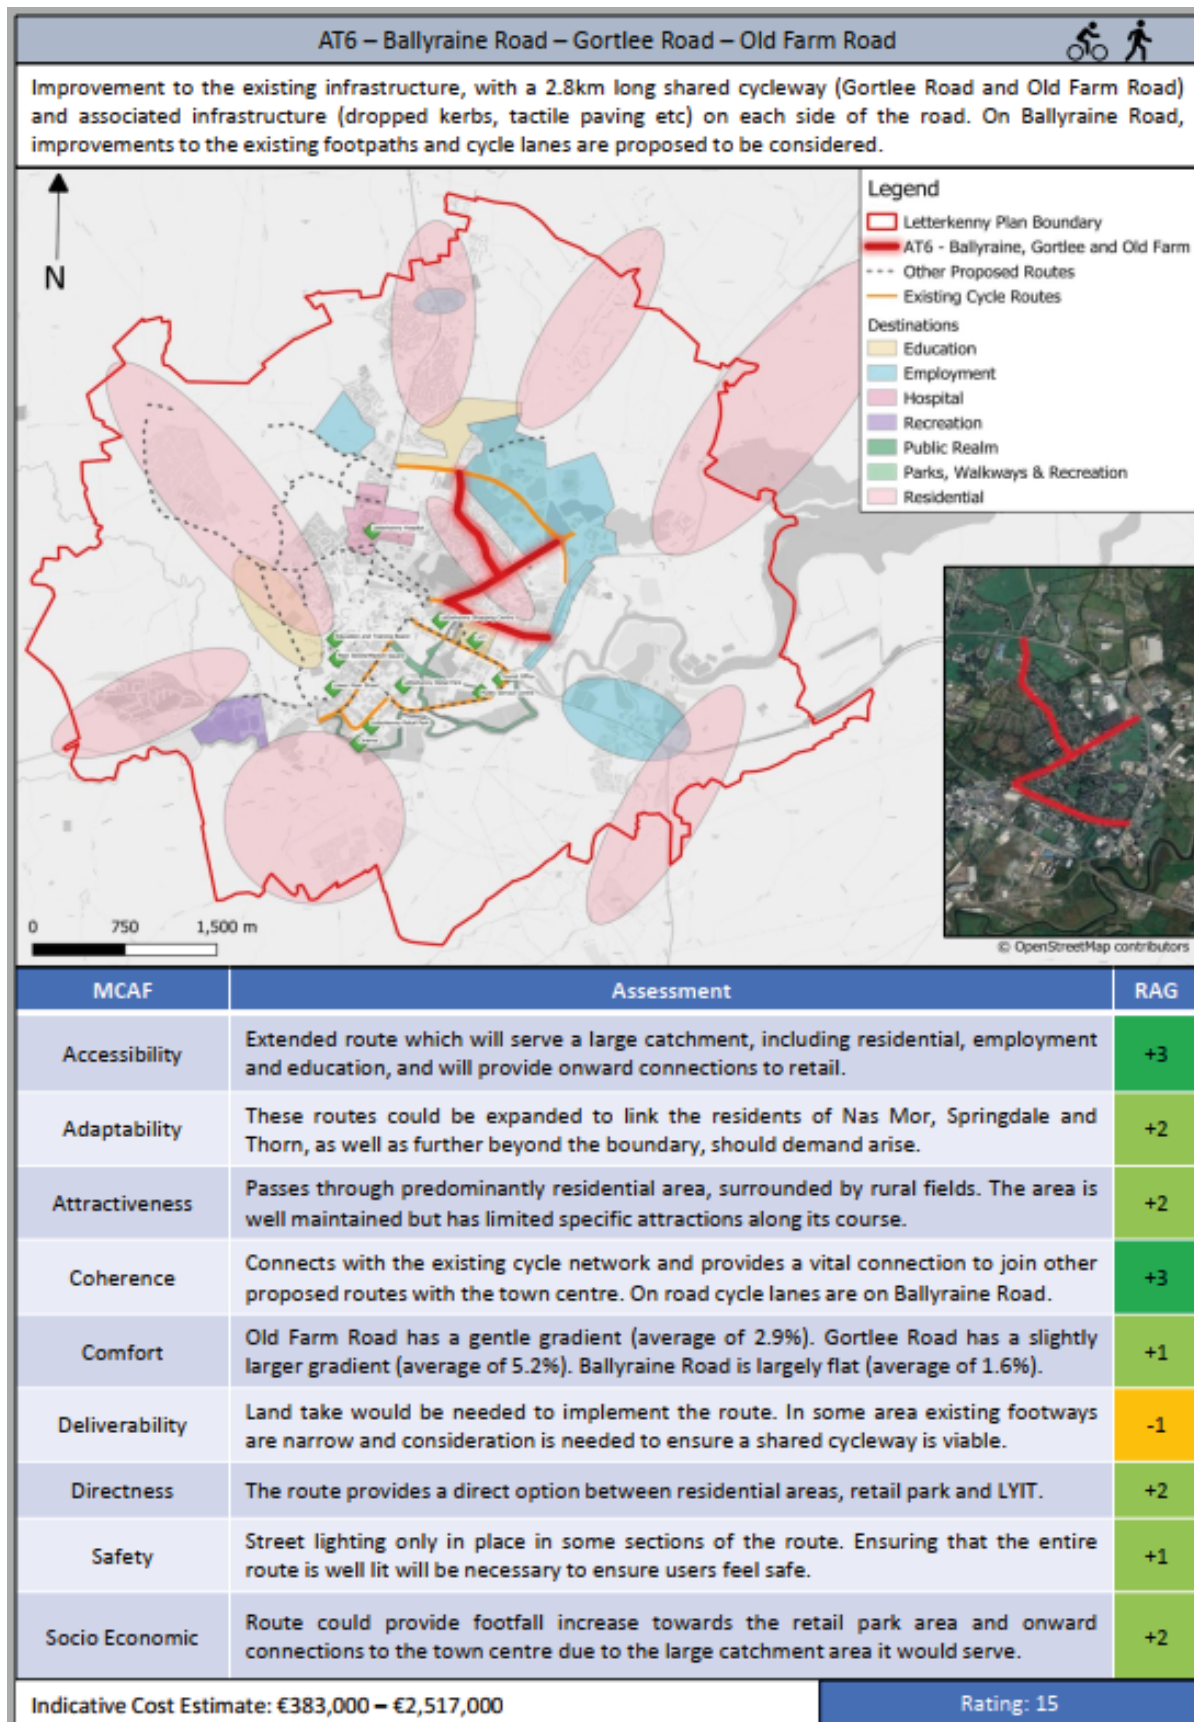 AT6 – Ballyraine Road – Gortlee Road – Old Farm Road
Improvement to the existing infrastructure, with a 2.8km long shared cycleway (Gortlee Road and Old Farm Road)
and associated infrastructure (dropped kerbs, tactile paving etc) on each side of the road. On Ballyraine Road,
improvements to the existing footpaths and cycle lanes are proposed to be considered.
N
Legend
Letterkenny Plan Boundary
AT6 - Ballyraine, Gortlee and Old Farm
Other Proposed Routes
Existing Cycle Routes
Destinations
Education
Employment
Hospital
Recreation
Public Realm
Parks, Walkways & Recreation
Residential
Letterkenny Hospital
Letterkenny Shopping Centre
Education and Training Board
Letterkenny Retail Park
0 750 1,500 m
© OpenStreetMap contributors
MCAF Assessment RAG
Accessibility
Extended route which will serve a large catchment, including residential, employment
and education, and will provide onward connections to retail.
+3
Adaptability
These routes could be expanded to link the residents of Nas Mor, Springdale and
Thorn, as well as further beyond the boundary, should demand arise.
+2
Attractiveness
Passes through predominantly residential area, surrounded by rural fields. The area is
well maintained but has limited specific attractions along its course.
+2
Coherence
Connects with the existing cycle network and provides a vital connection to join other
proposed routes with the town centre. On road cycle lanes are on Ballyraine Road.
+3
Comfort
Old Farm Road has a gentle gradient (average of 2.9%). Gortlee Road has a slightly
larger gradient (average of 5.2%). Ballyraine Road is largely flat (average of 1.6%).
+1
Deliverability
Land take would be needed to implement the route. In some area existing footways
are narrow and consideration is needed to ensure a shared cycleway is viable.
-1
Directness
The route provides a direct option between residential areas, retail park and LYIT.
+2
Safety
Street lighting only in place in some sections of the route. Ensuring that the entire
route is well lit will be necessary to ensure users feel safe.
+1
Socio Economic
Route could provide footfall increase towards the retail park area and onward
connections to the town centre due to the large catchment area it would serve.
+2
Indicative Cost Estimate: €383,000 – €2,517,000
Rating: 15